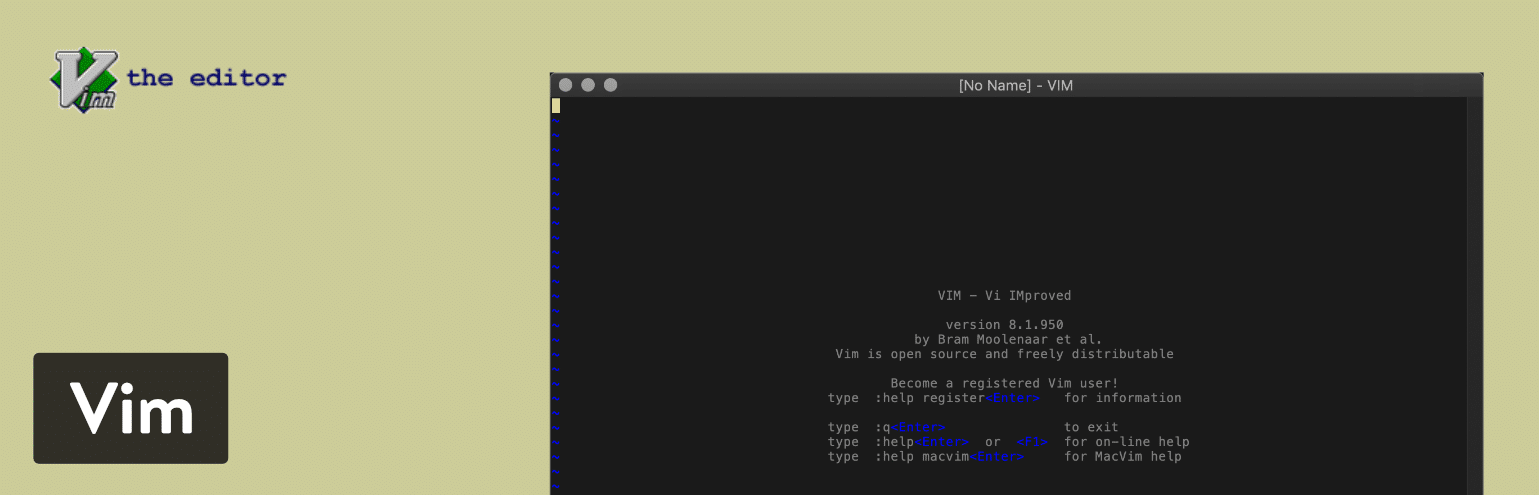 Vim the editor
[No Name] - VIM
~
~
~
~
~
~
~
~
~
~
~
~
~ VIM - Vi IMproved
~
~ version 8.1.950
~ by Bram Moolenaar et al.
~ Vim is open source and freely distributable
~
~ Become a registered Vim user!
~ type :help register<Enter> for information
~
~ type :q<Enter> to exit
~ type :help<Enter> or <F1> for on-line help
~ type :help macvim<Enter> for MacVim help
~
~
Vim